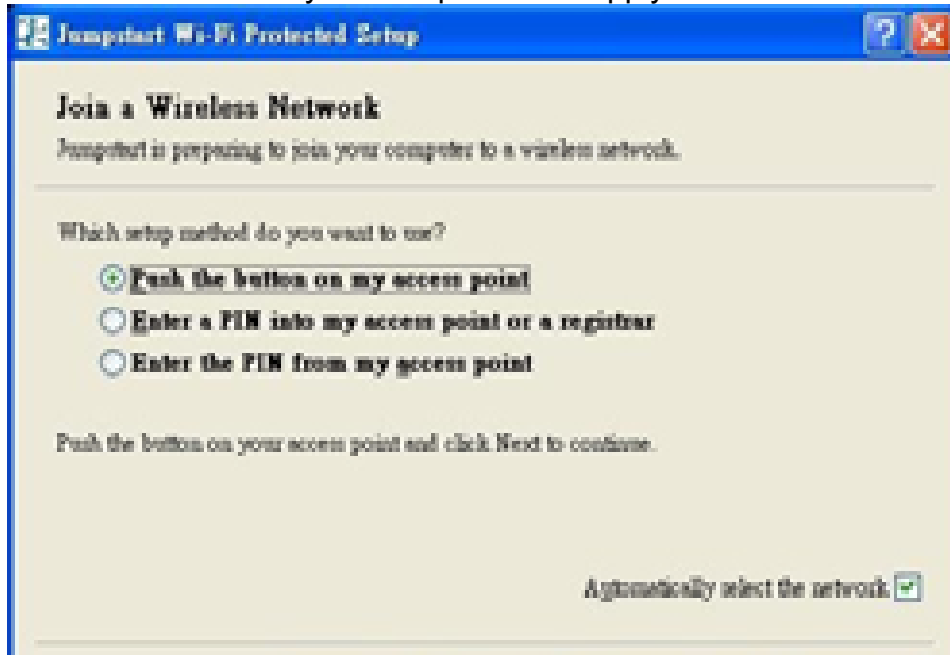 Jumpstart Wi-Fi Protected Setup
Join a Wireless Network
Jumpstart is preparing to join your computer to a wireless network.
Which setup method do you want to use?
Push the button on my access point
Enter a PIN into my access point or a registrar
Enter the PIN from my access point
Push the button on your access point and click Next to continue.
Automatically select the network